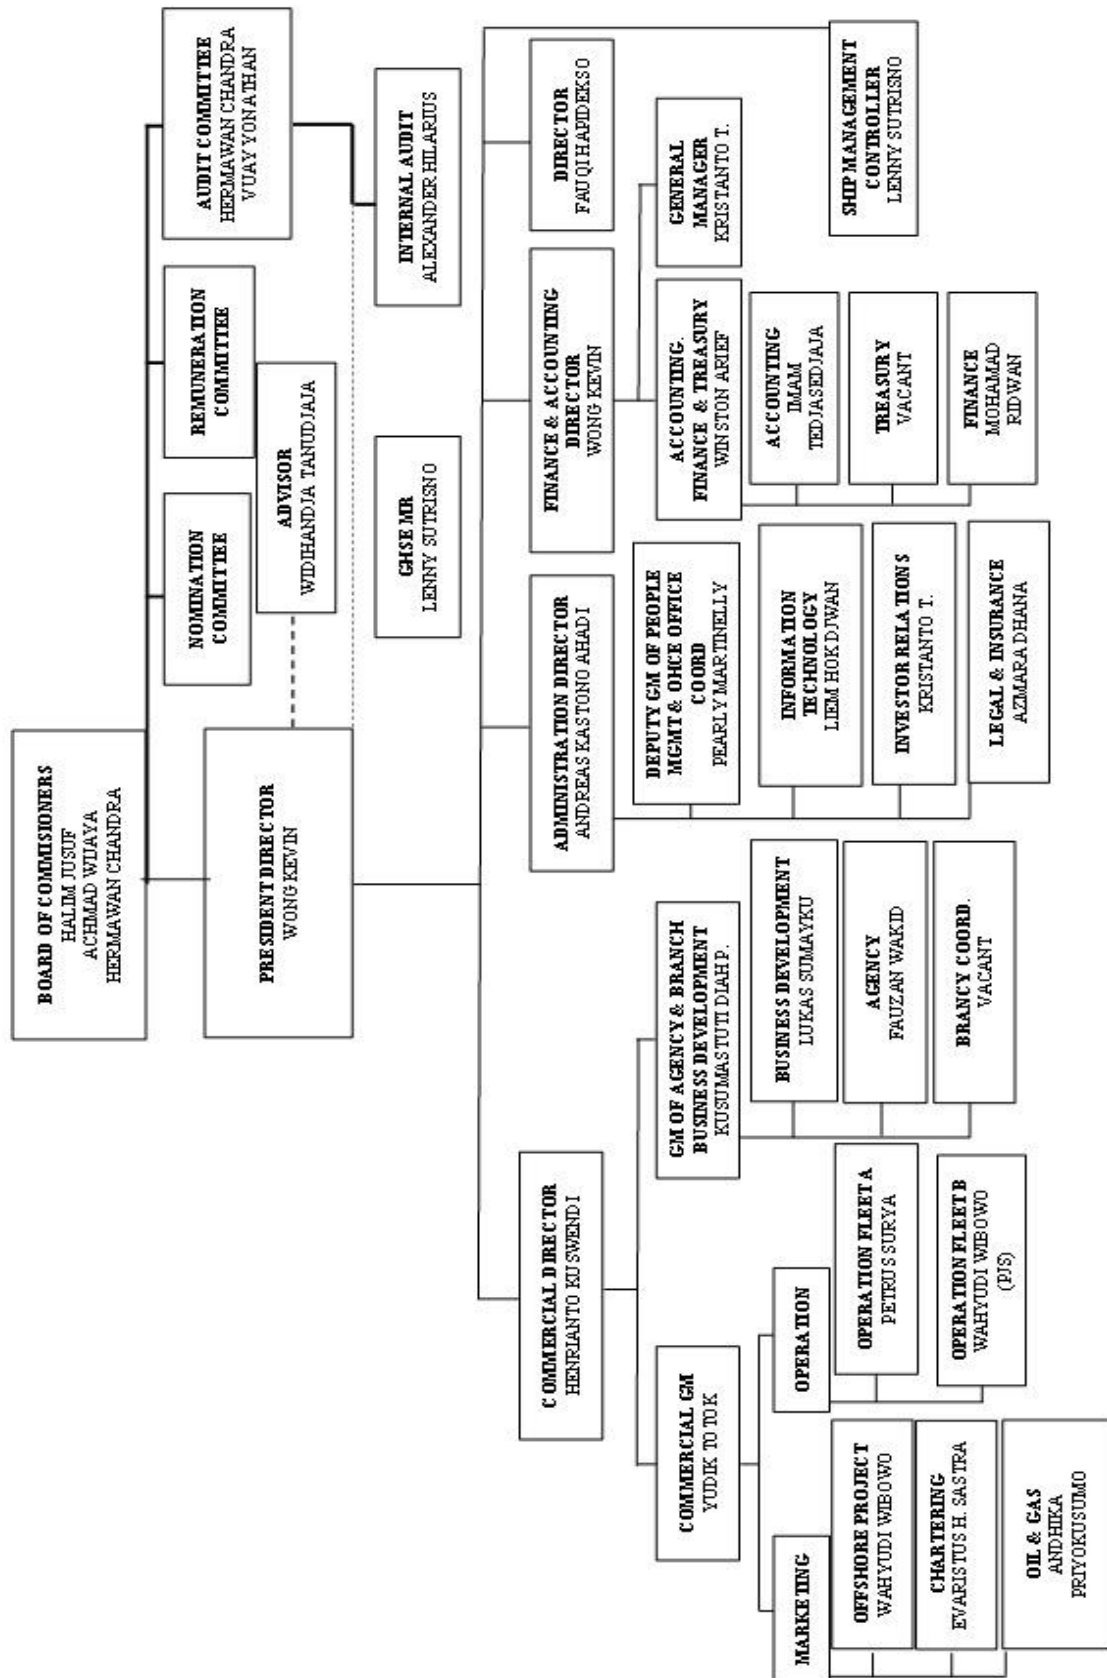 BOARD OF COMMISIONERS
HALIM JUSUF
ACHMAD WIJAYA
HERMAWAN CHANDRA
NOMINATION
COMMITTEE
REMUNERATION
COMMITTEE
AUDIT COMMITTEE
HERMAWAN CHANDRA
VIJAY YONATHAN
PRESIDENT DIRECTOR
WONG KEVIN
ADVISOR
WIDIHANDJA TANUDJAJA
GHSE MR
LENNY SUTRISNO
INTERNAL AUDIT
ALEXANDER HILARIUS
COMMERCIAL DIRECTOR
HENRIANTO KUSWENDI
ADMINISTRATION DIRECTOR
ANDREAS KASTONO AHADI
FINANCE & ACCOUNTING
DIRECTOR
WONG KEVIN
DIRECTOR
FAUQI HAPIDEKSO
COMMERCIAL GM
YUDIK TOTOK
GM OF AGENCY & BRANCH
BUSINESS DEVELOPMENT
KUSUMASTUTI DIAH P.
DEPUTY GM OF PEOPLE
MGMT & OHCE OFFICE
COORD
PEARLY MARTINELLY
ACCOUNTING.
FINANCE & TREASURY
WINSTON ARIEF
GENERAL
MANAGER
KRISTANTO T.
MARKETING
OPERATION
BUSINESS DEVELOPMENT
LUKAS SUMAYKU
INFORMATION
TECHNOLOGY
LIEM HOK DJWAN
ACCOUNTING
IMAM
TEDJASEDJAJA
SHIP MANAGEMENT
CONTROLLER
LENNY SUTRISNO
OFFSHORE PROJECT
WAHYUDI WIBOWO
OPERATION FLEET A
PETRUS SURYA
AGENCY
FAUZAN WAKID
INVESTOR RELATIONS
KRISTANTO T.
TREASURY
VACANT
CHARTERING
EVARISTUS H. SASTRA
OPERATION FLEET B
WAHYUDI WIBOWO
(PJS)
BRANCY COORD.
VACANT
LEGAL & INSURANCE
AZMARA DHANA
FINANCE
MOHAMAD
RIDWAN
OIL & GAS
ANDHIKA
PRIYOKUSUMO